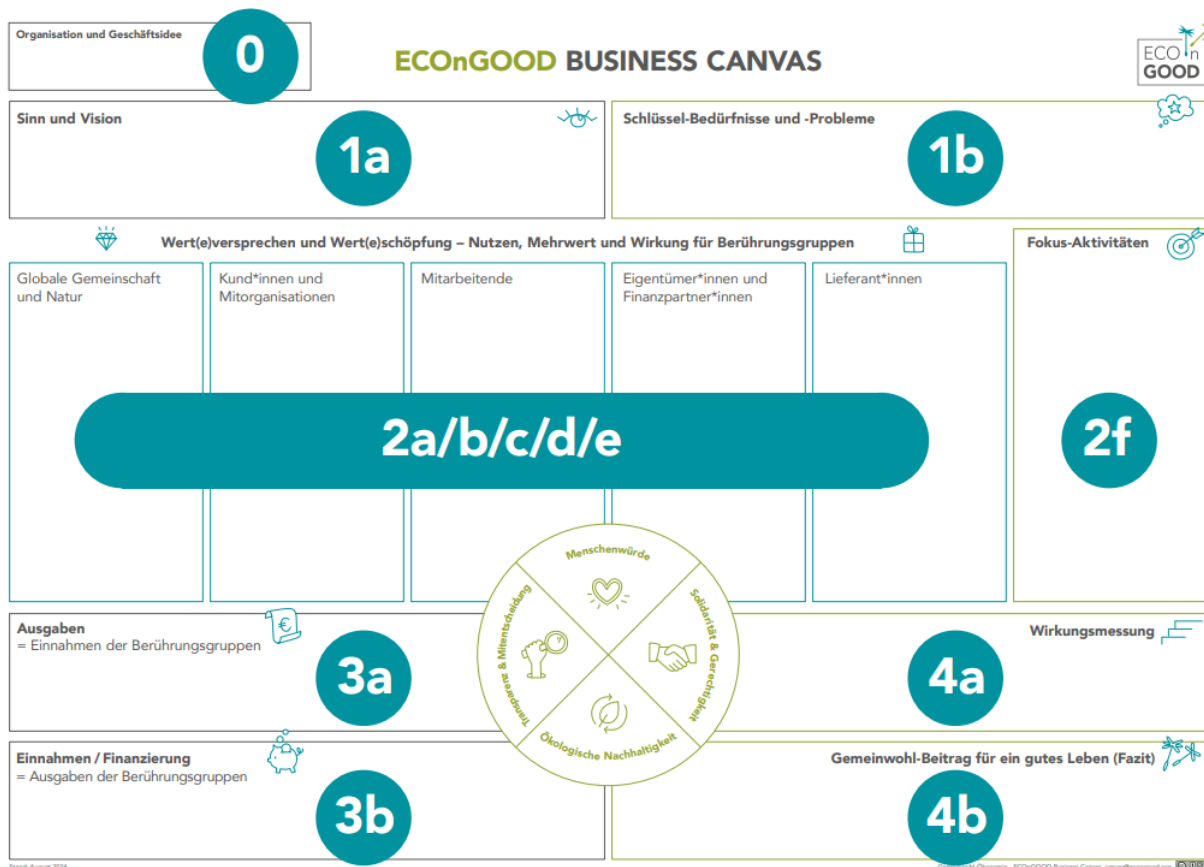 Organisation und Geschäftsidee
0
ECOnGOOD BUSINESS CANVAS
ECOn
GOOD
Sinn und Vision
1a
Schlüssel-Bedürfnisse und -Probleme
1b
Wert(e)versprechen und Wert(e)schöpfung – Nutzen, Mehrwert und Wirkung für Berührungsgruppen
Fokus-Aktivitäten
Globale Gemeinschaft
und Natur
Kund*innen und
Mitorganisationen
Mitarbeitende
Eigentümer*innen und
Finanzpartner*innen
Lieferant*innen
2a/b/c/d/e
2f
Menschenwürde
Solidarität & Gerechtigkeit
Ökologische Nachhaltigkeit
Transparenz & Mitentscheidung
Ausgaben
= Einnahmen der Berührungsgruppen
3a
Wirkungsmessung
4a
Einnahmen / Finanzierung
= Ausgaben der Berührungsgruppen
3b
Gemeinwohl-Beitrag für ein gutes Leben (Fazit)
4b